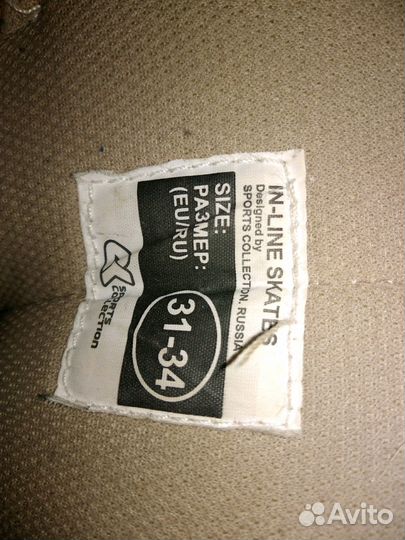 IN-LINE SKATES
Designed by
SPORTS COLLECTION, RUSSIA
SIZE:
РАЗМЕР:
(EU/RU)
31-34
SPORTS
COLLECTION
Avito